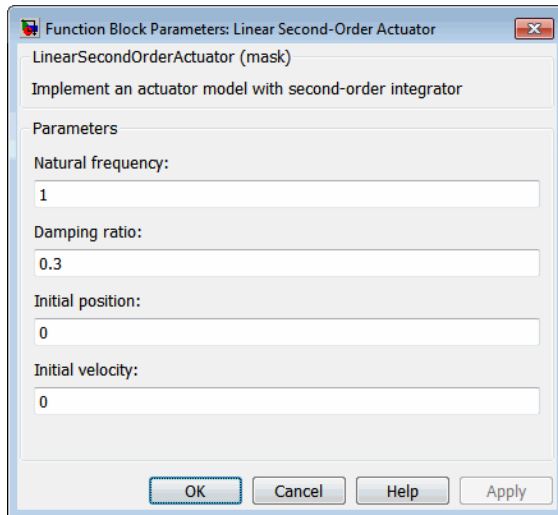 Function Block Parameters: Linear Second-Order Actuator
LinearSecondOrderActuator (mask)
Implement an actuator model with second-order integrator
Parameters
Natural frequency:
1
Damping ratio:
0.3
Initial position:
0
Initial velocity:
0
OK Cancel Help Apply